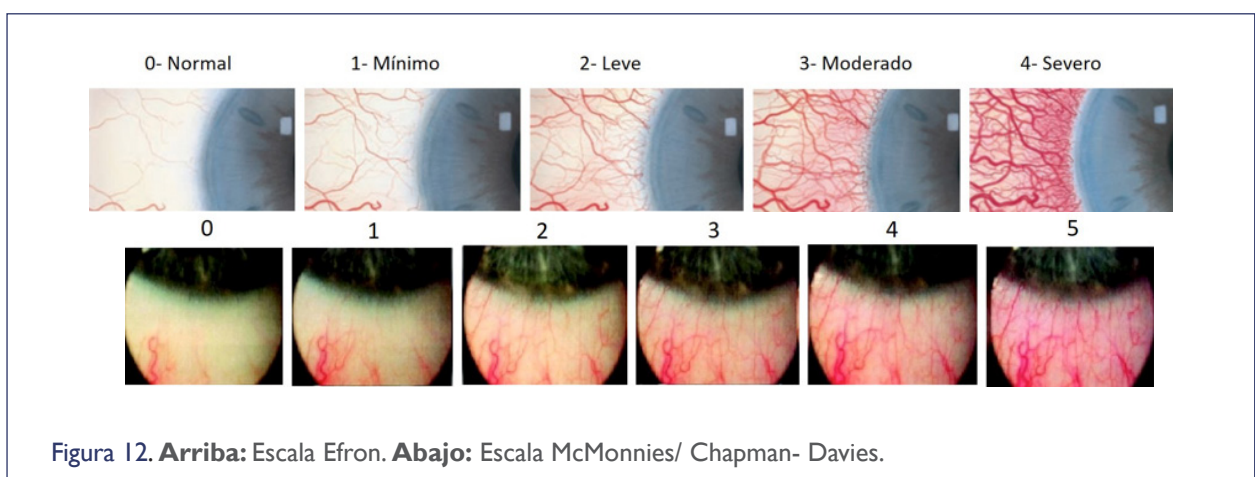 0- Normal 1- Mínimo 2- Leve 3- Moderado 4- Severo
0 1 2 3 4 5
Figura 12. Arriba: Escala Efron. Abajo: Escala McMonnies/ Chapman- Davies.